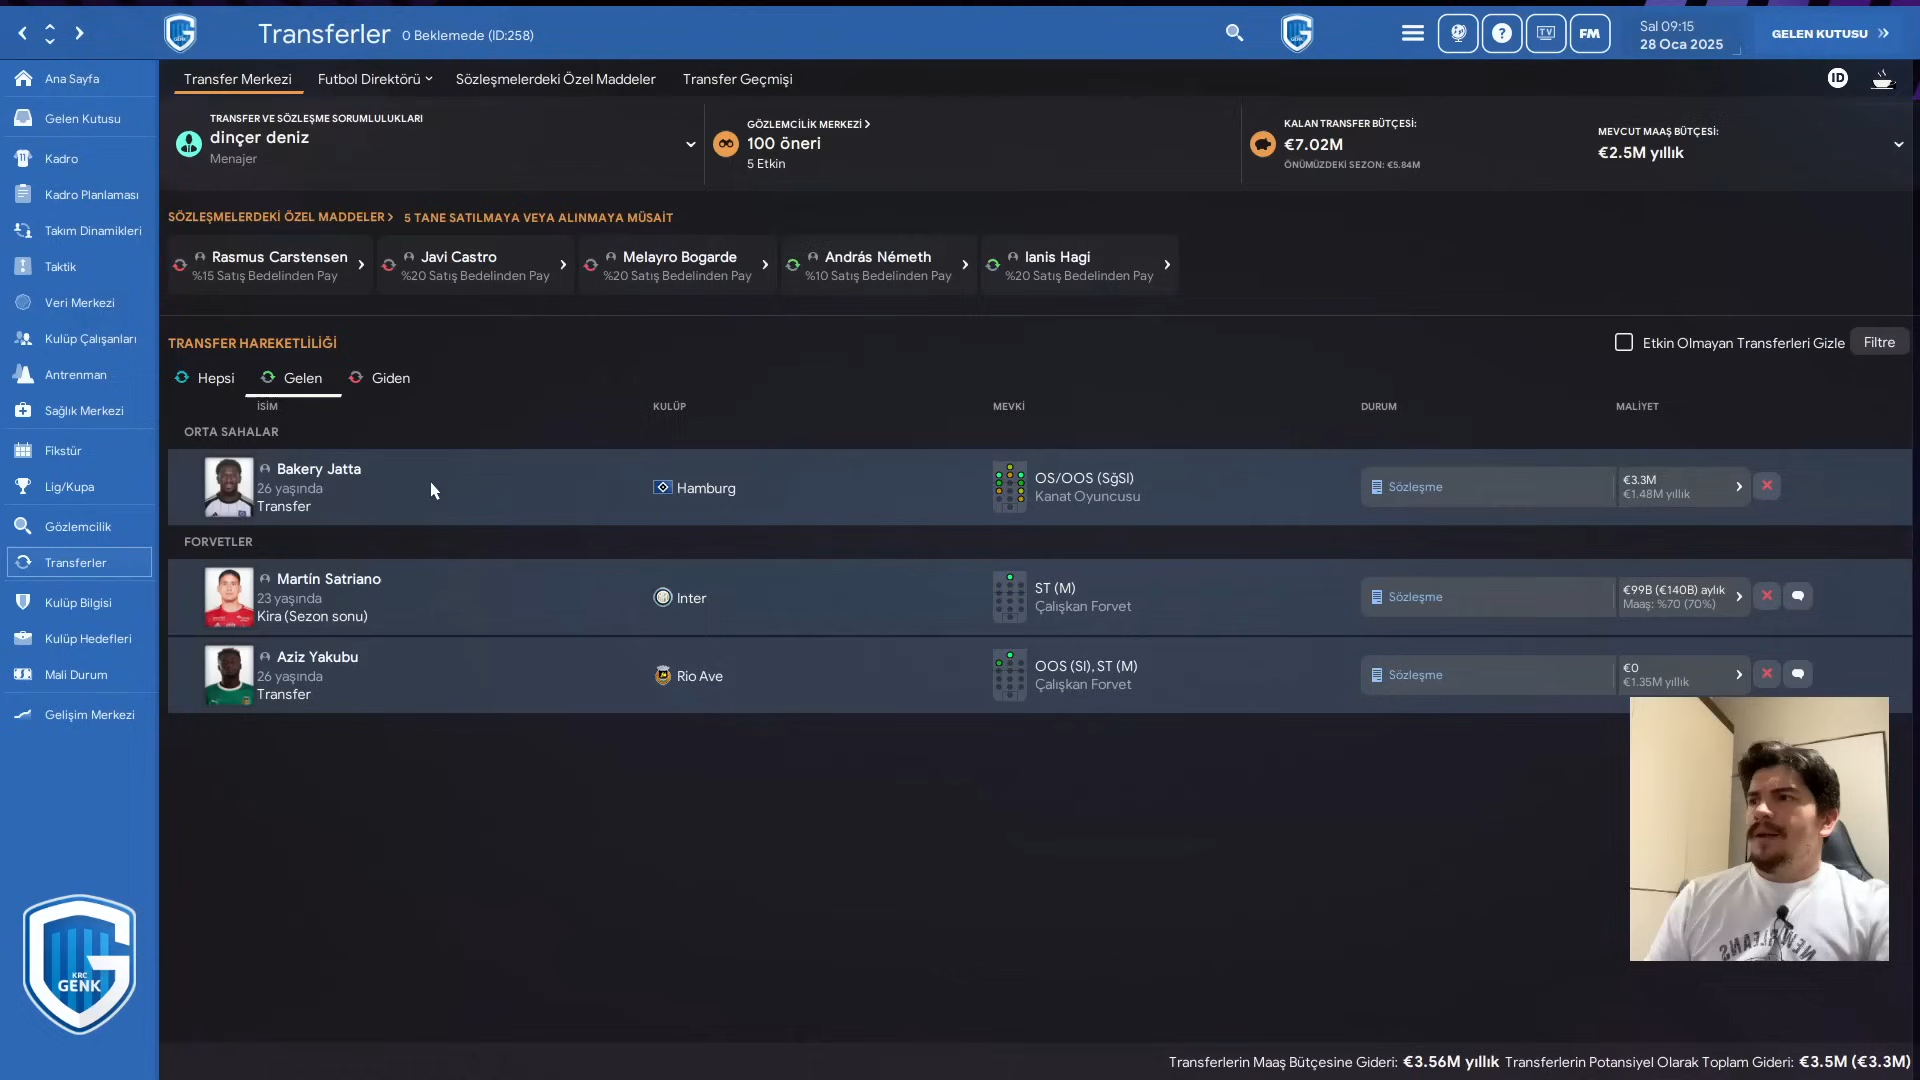 Transferler
0 Beklemede (ID:258)
TV
FM
Sal 09:15
28 Oca 2025
GELEN KUTUSU
Ana Sayfa
Gelen Kutusu
Kadro
Kadro Planlaması
Takım Dinamikleri
Taktik
Veri Merkezi
Kulüp Çalışanları
Antrenman
Sağlık Merkezi
Fikstür
Lig/Kupa
Gözlemcilik
Transferler
Kulüp Bilgisi
Kulüp Hedefleri
Mali Durum
Gelişim Merkezi
KRC
GENK
Transfer Merkezi
Futbol Direktörü
Sözleşmelerdeki Özel Maddeler
Transfer Geçmişi
ID
TRANSFER VE SÖZLEŞME SORUMLULUKLARI
dinçer deniz
Menajer
GÖZLEMCİLİK MERKEZİ
100 öneri
5 Etkin
KALAN TRANSFER BÜTÇESİ:
€7.02M
ÖNÜMÜZDEKİ SEZON: €5.84M
MEVCUT MAAŞ BÜTÇESİ:
€2.5M yıllık
SÖZLEŞMELERDEKİ ÖZEL MADDELER
5 TANE SATILMAYA VEYA ALINMAYA MÜSAİT
Rasmus Carstensen
%15 Satış Bedelinden Pay
Javi Castro
%20 Satış Bedelinden Pay
Melayro Bogarde
%20 Satış Bedelinden Pay
András Németh
%10 Satış Bedelinden Pay
Ianis Hagi
%20 Satış Bedelinden Pay
TRANSFER HAREKETLİLİĞİ
Etkin Olmayan Transferleri Gizle
Filtre
Hepsi
Gelen
Giden
İSİM
KULÜP
MEVKİ
DURUM
MALİYET
ORTA SAHALAR
Bakery Jatta
26 yaşında
Transfer
Hamburg
OS/OOS (SğSl)
Kanat Oyuncusu
Sözleşme
€3.3M
€1.48M yıllık
FORVETLER
Martín Satriano
23 yaşında
Kira (Sezon sonu)
Inter
ST (M)
Çalışkan Forvet
Sözleşme
€99B (€140B) aylık
Maaş: %70 (70%)
Aziz Yakubu
26 yaşında
Transfer
Rio Ave
OOS (Sl), ST (M)
Çalışkan Forvet
Sözleşme
€0
€1.35M yıllık
NEW ORLEANS
Transferlerin Maaş Bütçesine Gideri: €3.56M yıllık Transferlerin Potansiyel Olarak Toplam Gideri: €3.5M (€3.3M)